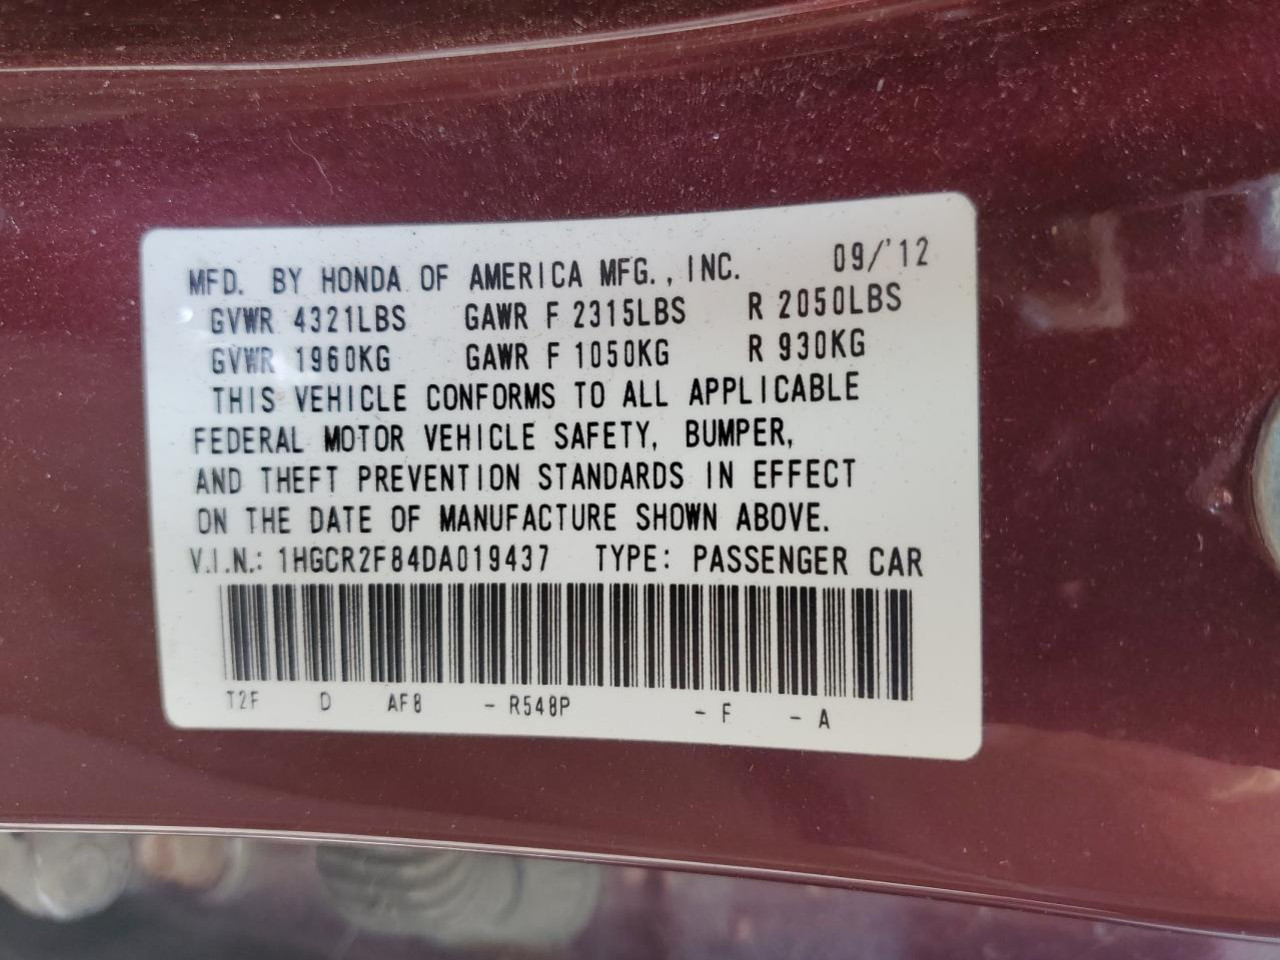 MFD. BY HONDA OF AMERICA MFG., INC. 09/'12
GVWR 4321LBS GAWR F 2315LBS R 2050LBS
GVWR 1960KG GAWR F 1050KG R 930KG
THIS VEHICLE CONFORMS TO ALL APPLICABLE
FEDERAL MOTOR VEHICLE SAFETY, BUMPER,
AND THEFT PREVENTION STANDARDS IN EFFECT
ON THE DATE OF MANUFACTURE SHOWN ABOVE.
V.I.N.: 1HGCR2F84DA019437 TYPE: PASSENGER CAR
T2F D AF8 - R548P - F - A